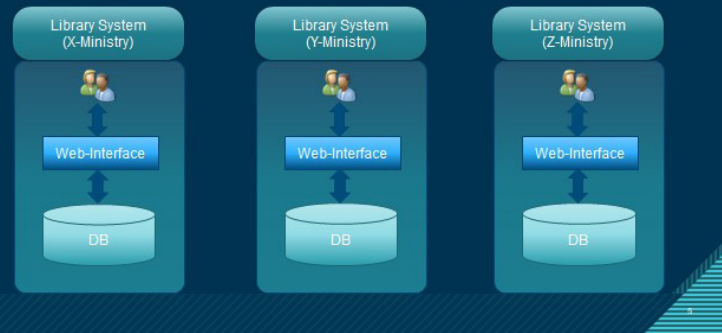 Library System
(X-Ministry)
Library System
(Y-Ministry)
Library System
(Z-Ministry)
Web-Interface
Web-Interface
Web-Interface
DB
DB
DB